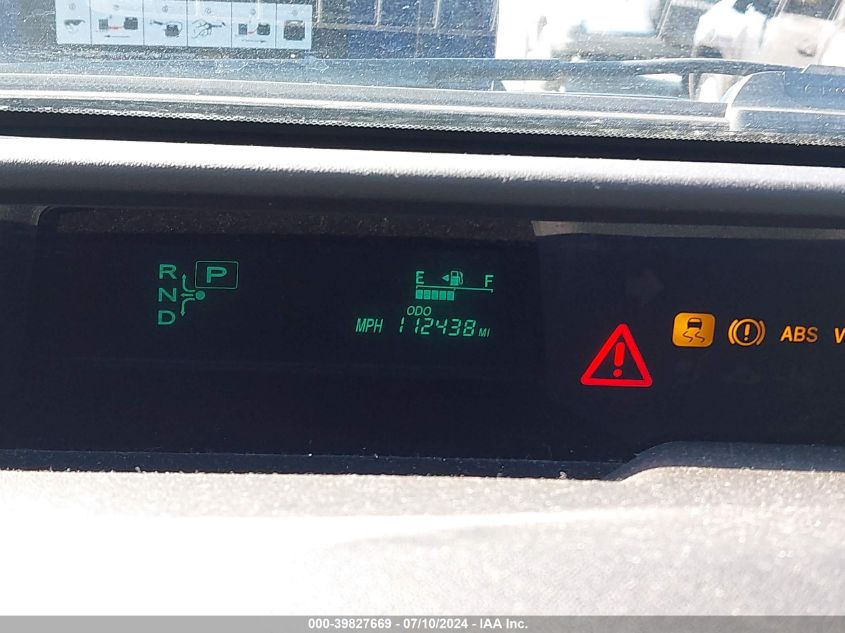 R P
N
D
E F
ODO
MPH 112438 MI
ABS
000-39827669 - 07/10/2024 - IAA Inc.